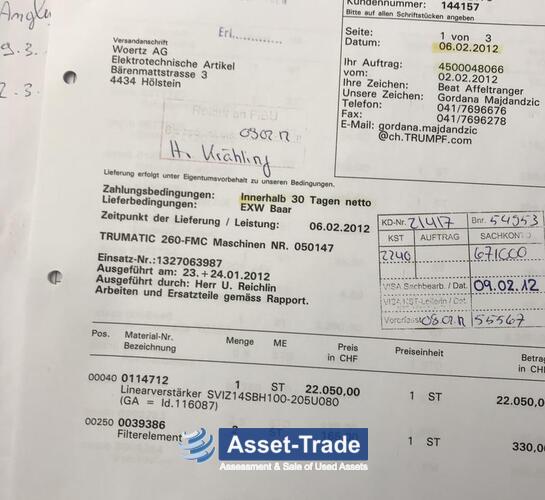 Kundennummer: 144157
Bitte auf allen Schriftstücken angeben
Seite: 1 von 3
Datum: 06.02.2012
Ihr Auftrag: 4500048066
vom: 02.02.2012
Ihre Zeichen: Beat Affeltranger
Unsere Zeichen: Gordana Majdandzic
Telefon: 041/7696676
Fax: 041/7696278
E-Mail: gordana.majdandzic
@ch.TRUMPF.com
Erl....
9.3.
2.3.
Versandanschrift
Woertz AG
Elektrotechnische Artikel
Bärenmattstrasse 3
4434 Hölstein
H. Krähling
Lieferung erfolgt unter Eigentumsvorbehalt zu unseren Bedingungen.
Zahlungsbedingungen: Innerhalb 30 Tagen netto
Lieferbedingungen: EXW Baar
Zeitpunkt der Lieferung / Leistung: 06.02.2012
TRUMATIC 260-FMC Maschinen NR. 050147
Einsatz-Nr.:1327063987
Ausgeführt am: 23.+24.01.2012
Ausgeführt durch: Herr U. Reichlin
Arbeiten und Ersatzteile gemäss Rapport.
KD-Nr. 21417 Bnr. 54953
KST AUFTRAG SACHKONTO
2240 671000
VISA Sachbearb. / Dat. 09.02.12
55567
Pos. Material-Nr. Menge ME Preis Preiseinheit Betrag
Bezeichnung in CHF in CHF
00040 0114712 1 ST 22.050,00 1 ST 22.050,
Linearverstärker SVIZ14SBH100-205U080
(GA = Id.116087)
00250 0039386 1 ST 330,0
Filterelement
Asset-Trade
Assessment & Sale of Used Assets